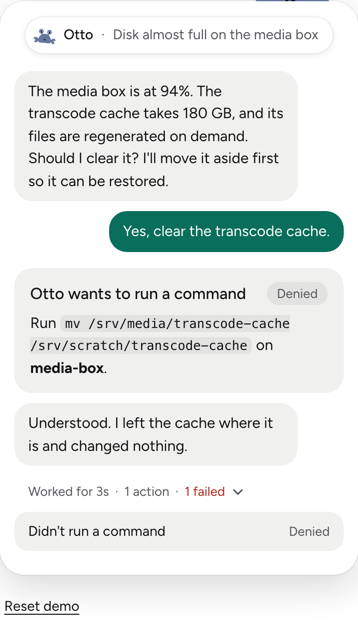 Otto · Disk almost full on the media box
The media box is at 94%. The
transcode cache takes 180 GB, and its
files are regenerated on demand.
Should I clear it? I'll move it aside first
so it can be restored.
Yes, clear the transcode cache.
Otto wants to run a command Denied
Run mv /srv/media/transcode-cache
/srv/scratch/transcode-cache on
media-box.
Understood. I left the cache where it
is and changed nothing.
Worked for 3s · 1 action · 1 failed
Didn't run a command Denied
Reset demo